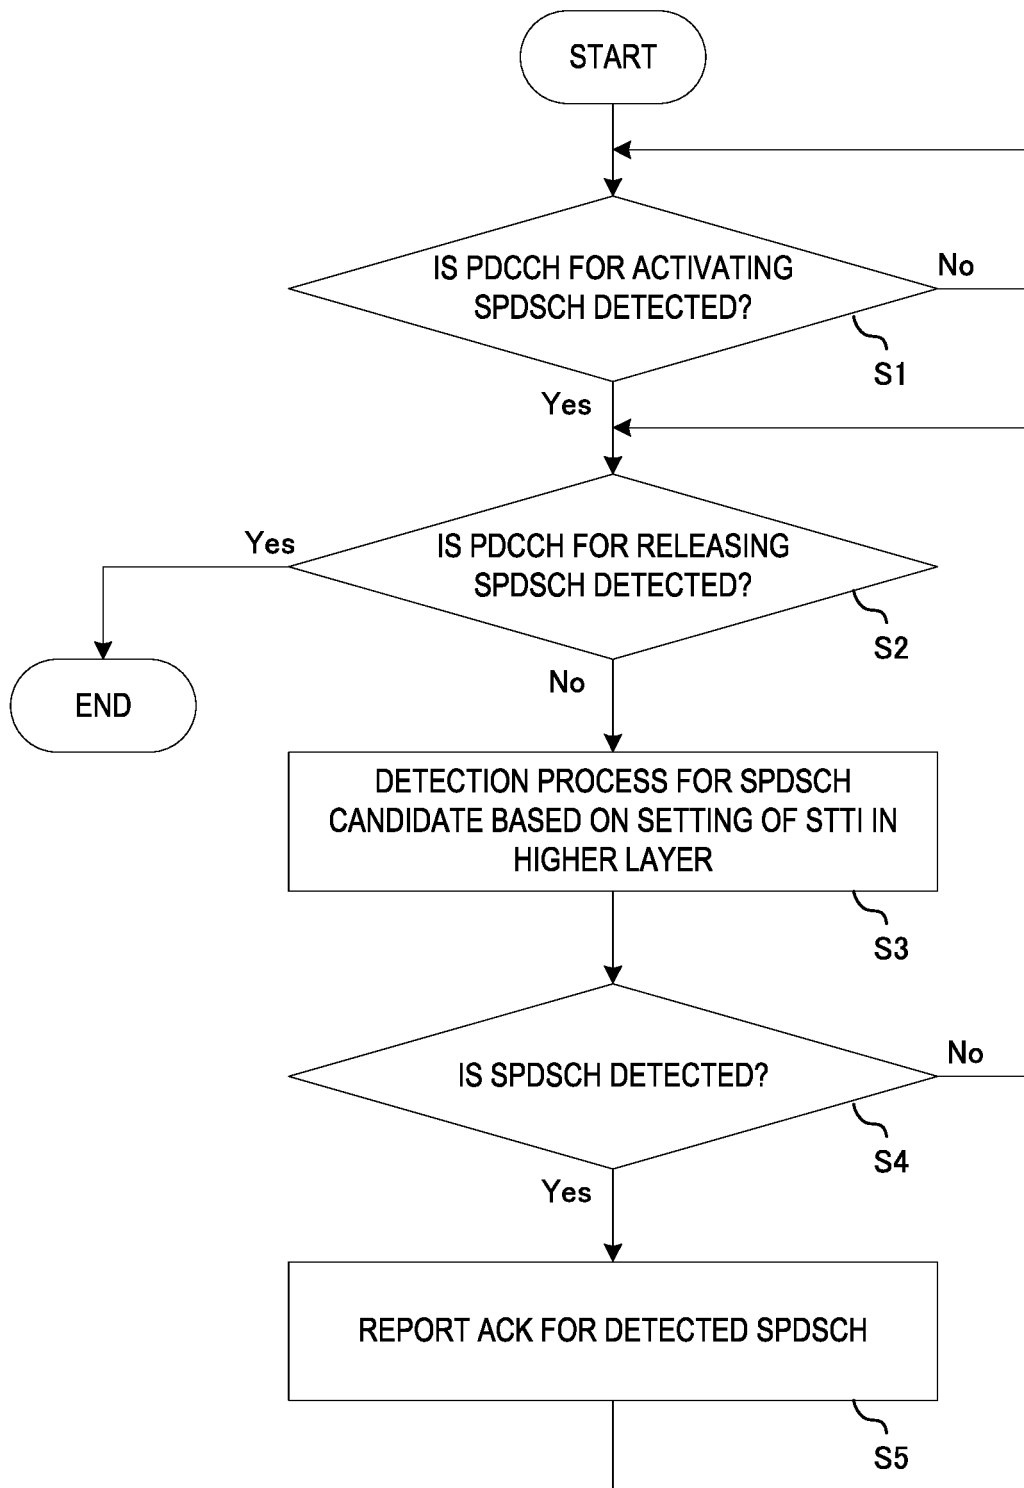 START
IS PDCCH FOR ACTIVATING
SPDSCH DETECTED?
No
S1
Yes
IS PDCCH FOR RELEASING
SPDSCH DETECTED?
Yes
S2
No
END
DETECTION PROCESS FOR SPDSCH
CANDIDATE BASED ON SETTING OF STTI IN
HIGHER LAYER
S3
IS SPDSCH DETECTED?
No
S4
Yes
REPORT ACK FOR DETECTED SPDSCH
S5